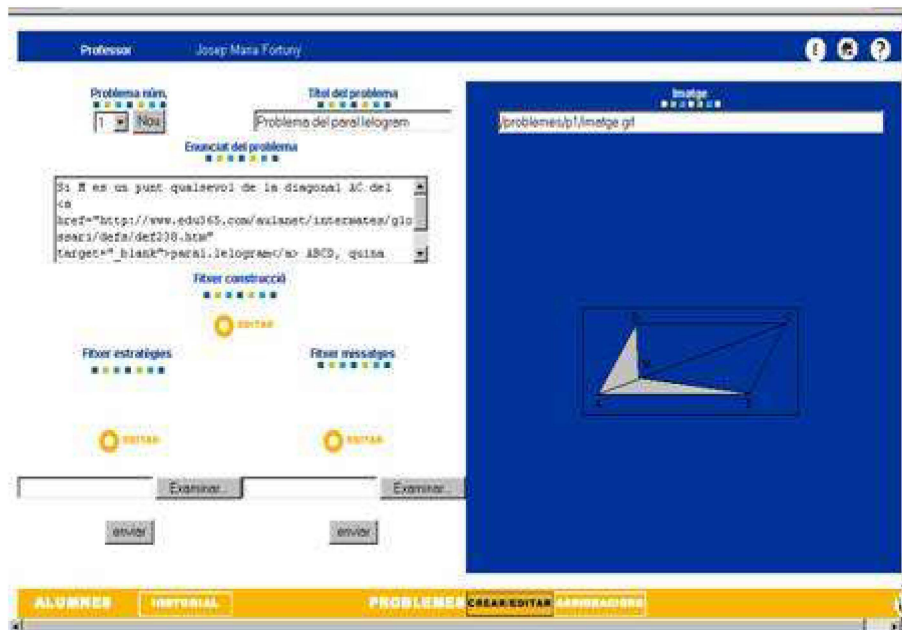 Professor Josep Maria Fortuny
Problema núm.
1 Nou
Títol del problema
Problema del paral·lelogram
Imatge
/problemes/p1/imatge.gif
Enunciat del problema
Si M es un punt qualsevol de la diagonal AC del
<a
href="http://www.edu365.com/aulanet/intermates/glo
ssari/defs/def238.htm"
target="_blank">paral.lelogram</a> ABCD, quina
Fitxer construcció
EDITAR
Fitxer estratègies
Fitxer missatges
EDITAR
EDITAR
Examinar...
Examinar...
enviar
enviar
ALUMNES HISTORIAL PROBLEMES CREAR/EDITAR